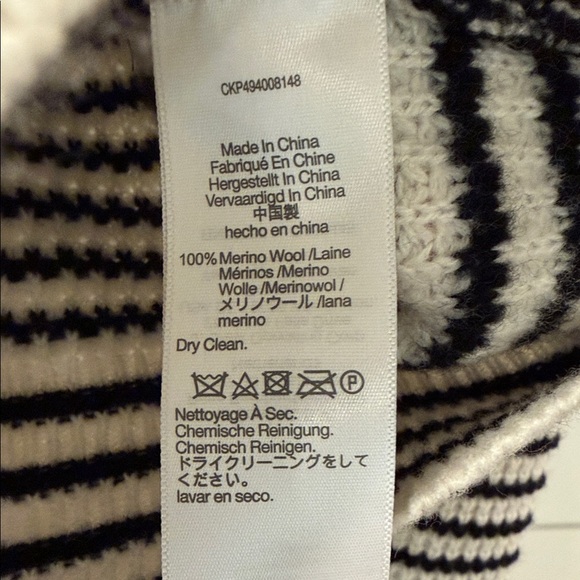 CKP494008148
Made In China
Fabriqué En Chine
Hergestellt In China
Vervaardigd In China
中国製
hecho en china
100% Merino Wool /Laine
Mérinos /Merino
Wolle /Merinowol /
メリノウール /lana
merino
Dry Clean.
P
Nettoyage À Sec.
Chemische Reinigung.
Chemisch Reinigen.
ドライクリーニングをして
ください。
lavar en seco.